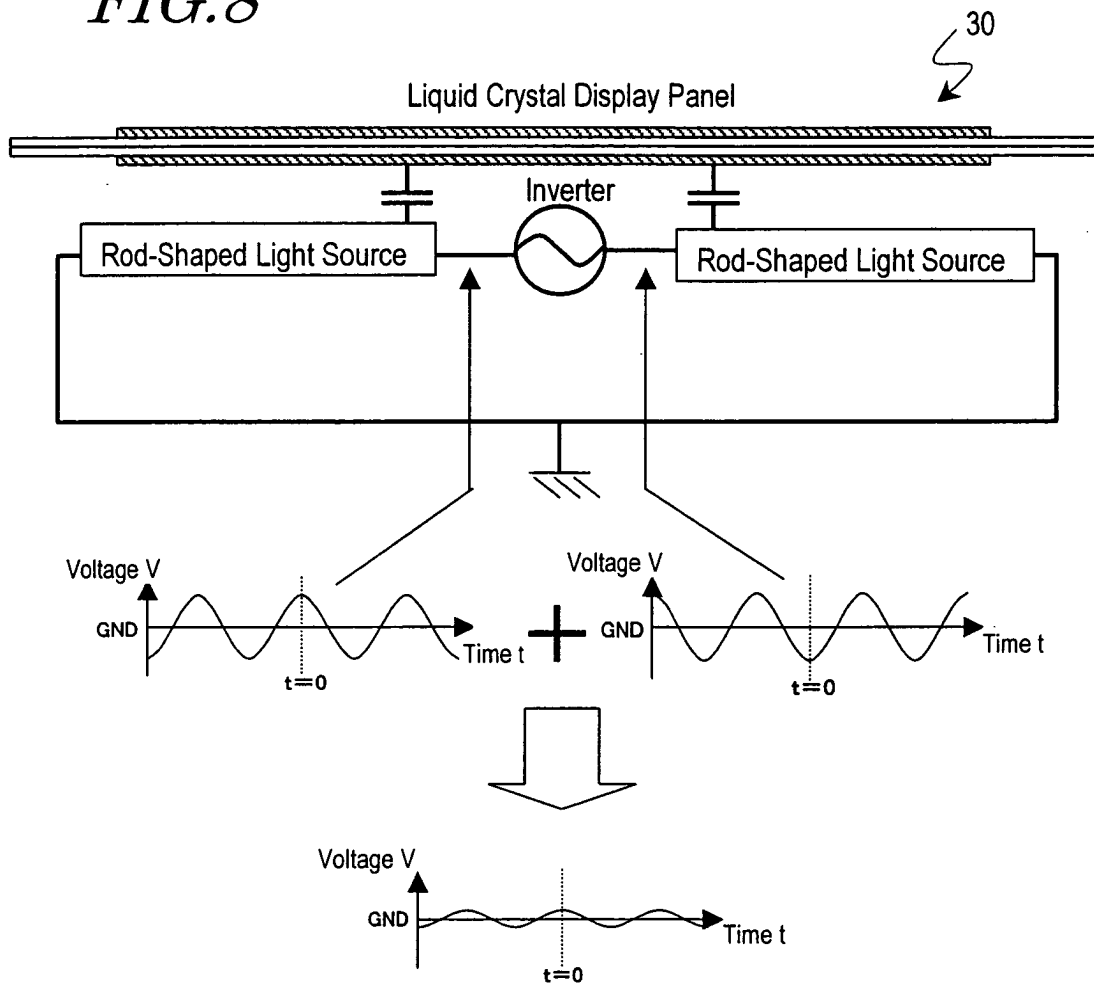 FIG.8
30
Liquid Crystal Display Panel
Inverter
Rod-Shaped Light Source
Rod-Shaped Light Source
Voltage V
GND
Time t
t=0
+
Voltage V
GND
Time t
t=0
Voltage V
GND
Time t
t=0